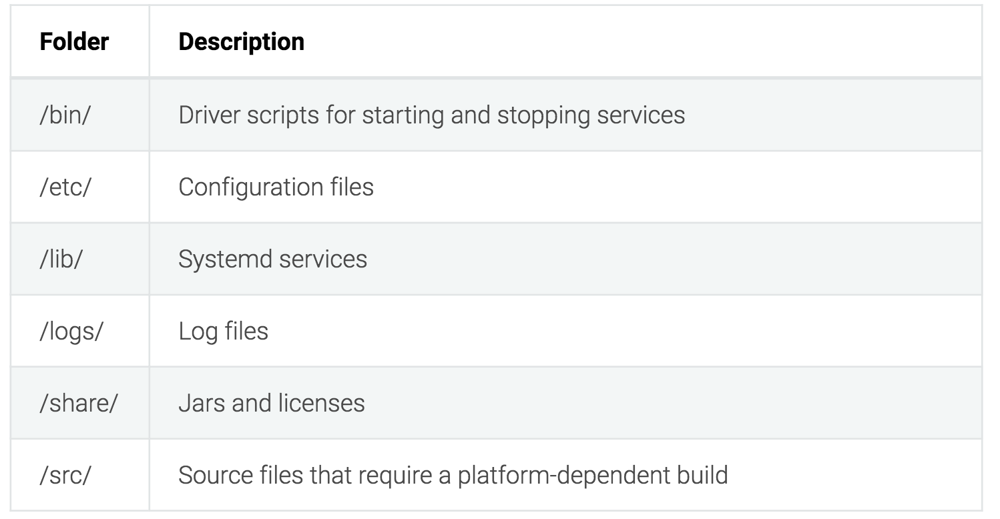 Folder Description
/bin/ Driver scripts for starting and stopping services
/etc/ Configuration files
/lib/ Systemd services
/logs/ Log files
/share/ Jars and licenses
/src/ Source files that require a platform-dependent build